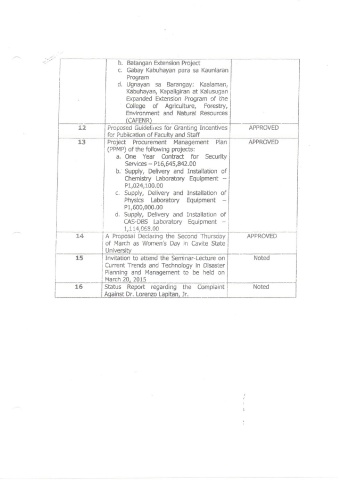 b. Batangan Extension Project
c. Gabay Kabuhayan para sa Kaunlaran
Program
d. Ugnayan sa Barangay: Kaalaman,
Kabuhayan, Kapaligiran at Kalusugan
Expanded Extension Program of the
College of Agriculture, Forestry,
Environment and Natural Resources
(CAFENR)
12 Proposed Guidelines for Granting Incentives APPROVED
for Publication of Faculty and Staff
13 Project Procurement Management Plan APPROVED
(PPMP) of the following projects:
a. One Year Contract for Security
Services – P16,645,842.00
b. Supply, Delivery and Installation of
Chemistry Laboratory Equipment –
P1,024,100.00
c. Supply, Delivery and Installation of
Physics Laboratory Equipment –
P1,600,000.00
d. Supply, Delivery and Installation of
CAS-DBS Laboratory Equipment –
1,114,055.00
14 A Proposal Declaring the Second Thursday APPROVED
of March as Women's Day in Cavite State
University
15 Invitation to attend the Seminar-Lecture on Noted
Current Trends and Technology in Disaster
Planning and Management to be held on
March 20, 2015
16 Status Report regarding the Complaint Noted
Against Dr. Lorenzo Lapitan, Jr.